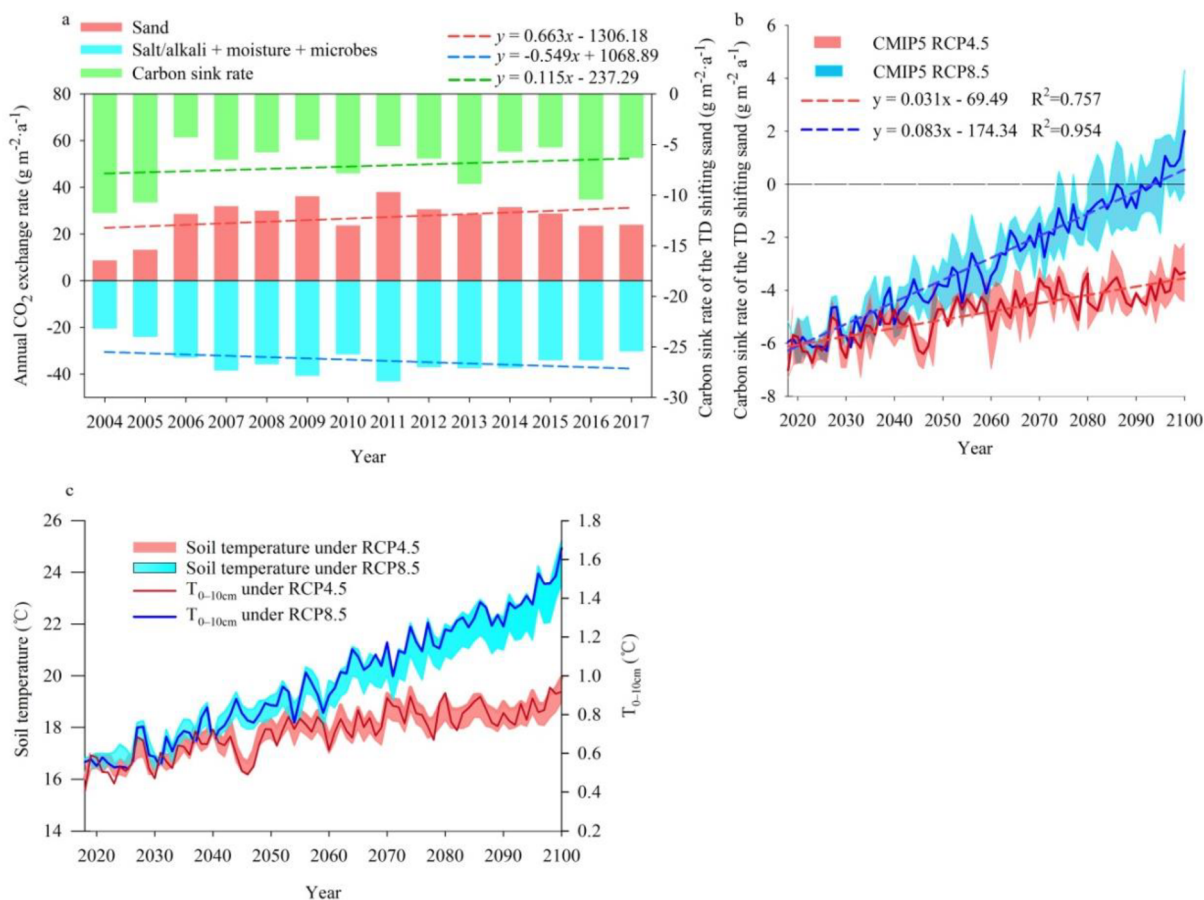 a
Sand
Salt/alkali + moisture + microbes
Carbon sink rate
y = 0.663x - 1306.18
y = -0.549x + 1068.89
y = 0.115x - 237.29
Annual CO2 exchange rate (g m-2·a-1)
80
60
40
20
0
-20
-40
0
-5
-10
-15
-20
-25
-30
Carbon sink rate of the TD shifting sand (g m-2·a-1)
2004 2005 2006 2007 2008 2009 2010 2011 2012 2013 2014 2015 2016 2017
Year
b
CMIP5 RCP4.5
CMIP5 RCP8.5
y = 0.031x - 69.49 R2=0.757
y = 0.083x - 174.34 R2=0.954
Carbon sink rate of the TD shifting sand (g m-2 a-1)
6
4
2
0
-2
-4
-6
-8
2020 2030 2040 2050 2060 2070 2080 2090 2100
Year
c
Soil temperature under RCP4.5
Soil temperature under RCP8.5
T0–10cm under RCP4.5
T0–10cm under RCP8.5
Soil temperature (℃)
26
24
22
20
18
16
14
1.8
1.6
1.4
1.2
1.0
0.8
0.6
0.4
0.2
T0–10cm (℃)
2020 2030 2040 2050 2060 2070 2080 2090 2100
Year